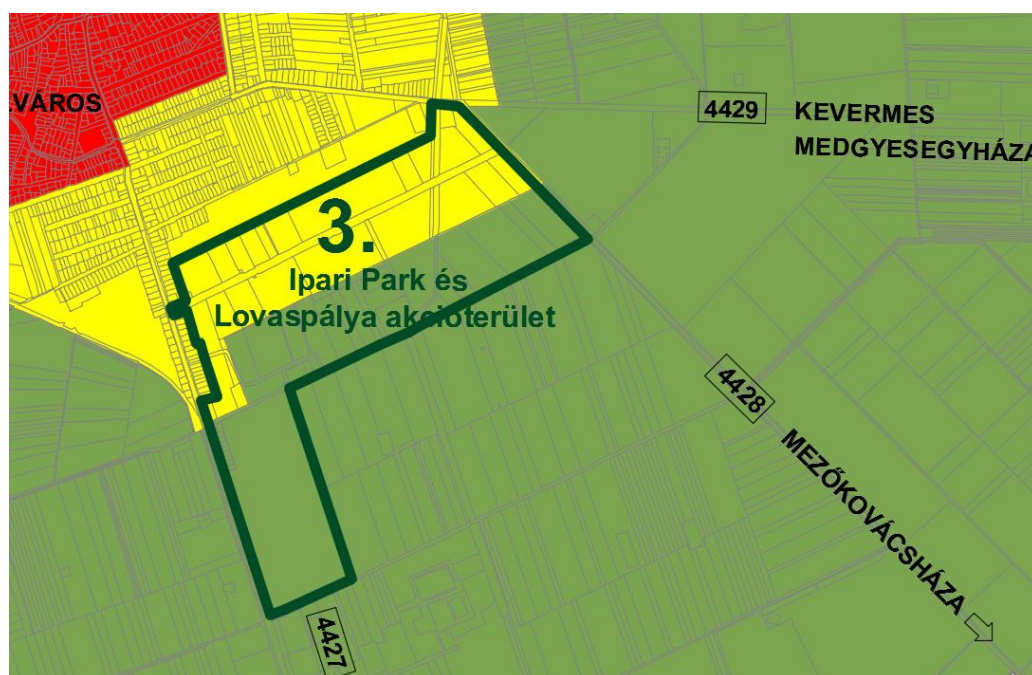 VÁROS
4429
KEVERMES
MEDGYESEGYHÁZA
3.
Ipari Park és
Lovaspálya akcióterület
4428
MEZŐKOVÁCSHÁZA
4427